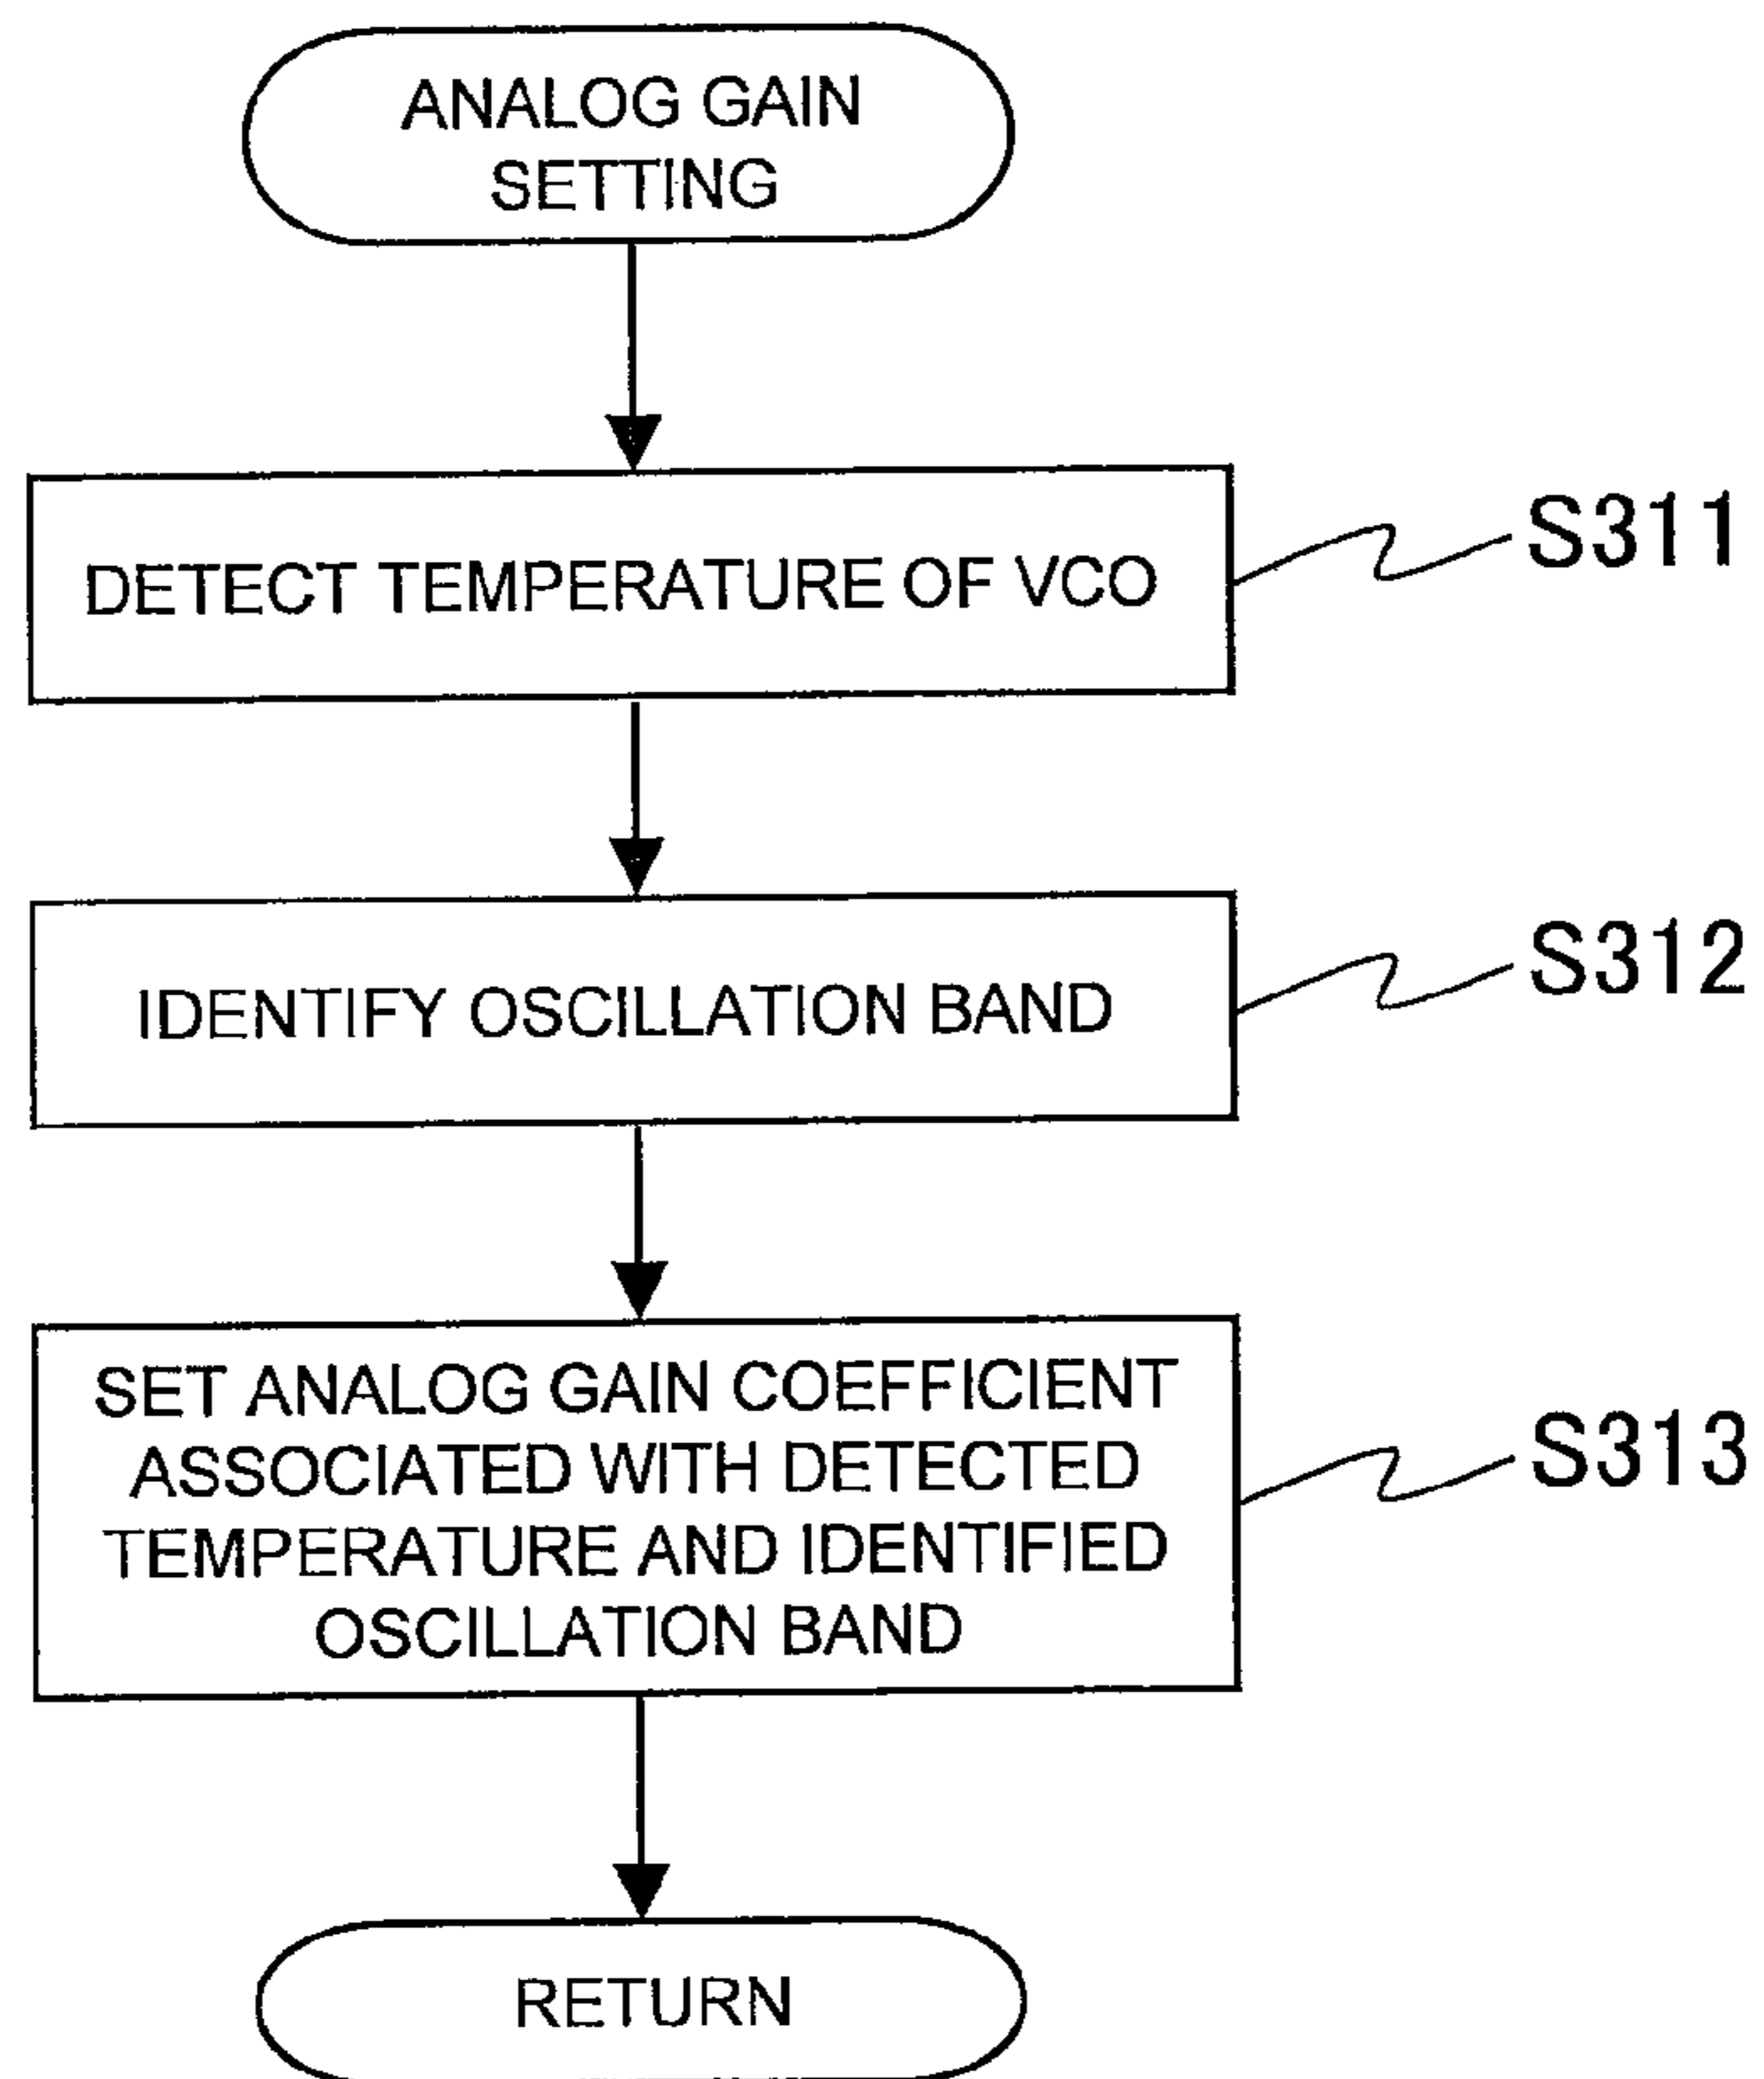 ANALOG GAIN
SETTING
DETECT TEMPERATURE OF VCO
S311
IDENTIFY OSCILLATION BAND
S312
SET ANALOG GAIN COEFFICIENT
ASSOCIATED WITH DETECTED
TEMPERATURE AND IDENTIFIED
OSCILLATION BAND
S313
RETURN